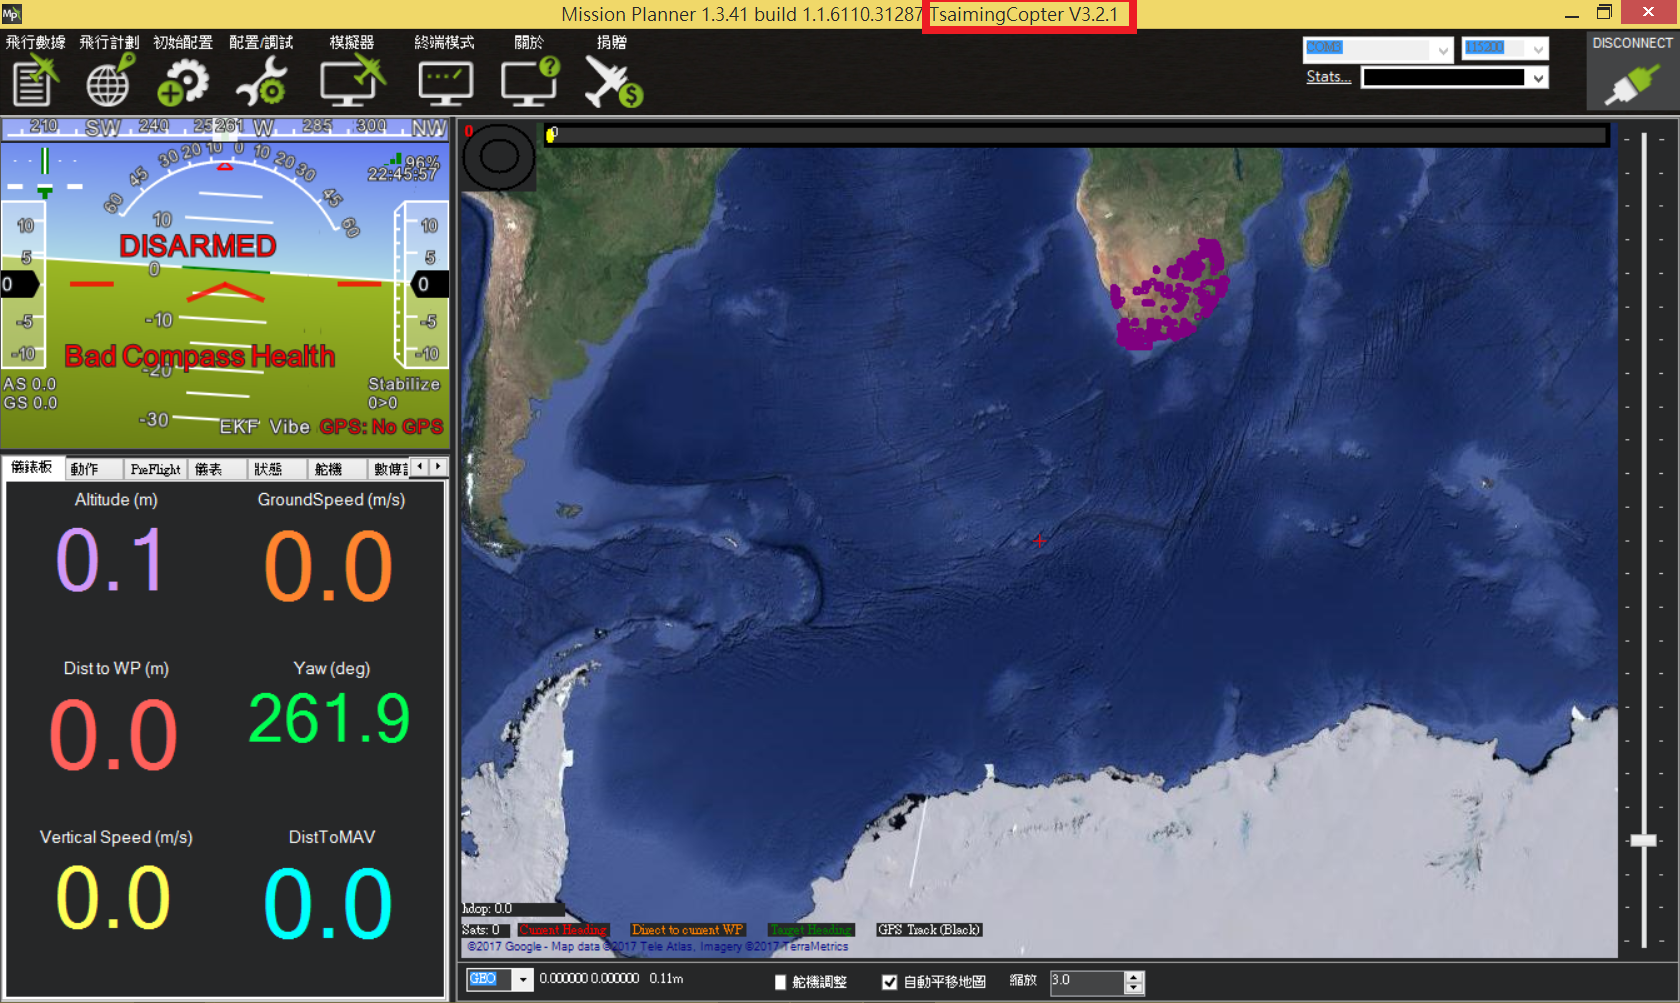 Mission Planner 1.3.41 build 1.1.6110.31287 TsaimingCopter V3.2.1
飛行數據 飛行計劃 初始配置 配置/調試 模擬器 終端模式 關於 捐贈
COM3 115200 DISCONNECT
Stats...
210 SW 240 255 261 W 285 300 NW
0 0
60 45 30 20 10 0 10 20 30 45 60
96%
22:45:57
10 10 10
DISARMED
5 5
0 0 0
-5 -10 -5
-10 -10
Bad Compass Health
-20
AS 0.0 Stabilize
GS 0.0 0>0
-30 EKF Vibe GPS: No GPS
儀錶板 動作 PreFlight 儀表 狀態 舵機
Altitude (m) GroundSpeed (m/s)
0.1 0.0
Dist to WP (m) Yaw (deg)
0.0 261.9
Vertical Speed (m/s) DistToMAV
0.0 0.0
hdop: 0.0
Sats: 0 Current Heading Direct to current WP Target Heading GPS Track (Black)
©2017 Google - Map data ©2017 Tele Atlas, Imagery ©2017 TerraMetrics
GEO 0.000000 0.000000 0.11m 舵機調整 自動平移地圖 縮放 3.0